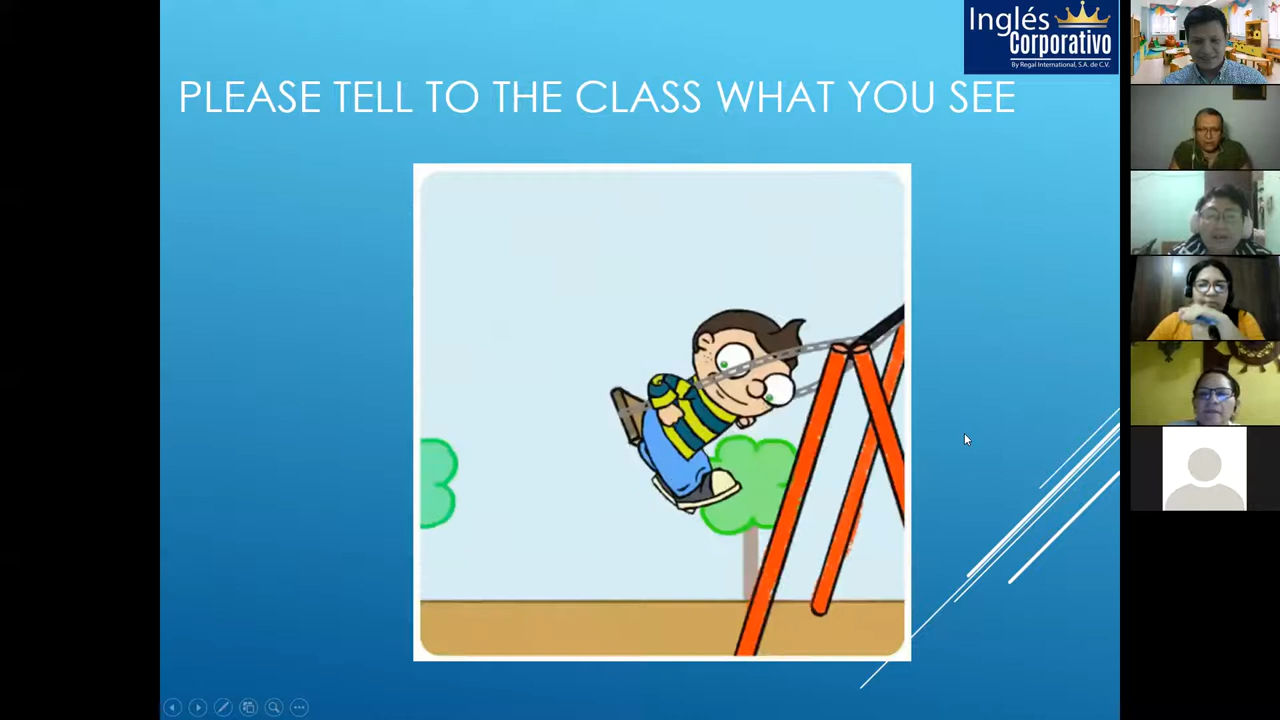 Inglés
Corporativo
By Regal International, S.A. de C.V.
PLEASE TELL TO THE CLASS WHAT YOU SEE